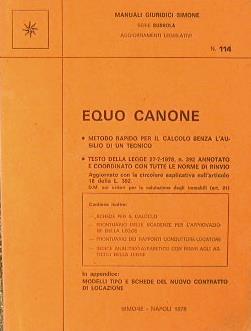 MANUALI GIURIDICI SIMONE
SERIE BUSSOLA
AGGIORNAMENTI LEGISLATIVI
N. 114
EQUO CANONE
• METODO RAPIDO PER IL CALCOLO SENZA L'AU-
SILIO DI UN TECNICO
• TESTO DELLA LEGGE 27-7-1978, n. 392 ANNOTATO
E COORDINATO CON TUTTE LE NORME DI RINVIO
Aggiornato con la circolare esplicativa sull'articolo
16 della L. 392.
D.M. sui criteri per la valutazione degli immobili (art. 21)
Contiene inoltre:
— SCHEDE PER IL CALCOLO
— PRONTUARIO DELLE SCADENZE PER L'APPROVAZIO-
NE DELLA LEGGE
— PRONTUARIO DEI RAPPORTI CONDUTTORE-LOCATORE
— INDICE ANALITICO-ALFABETICO CON RINVII AGLI AR-
TICOLI DELLA LEGGE
In appendice:
MODELLI TIPO E SCHEDE DEL NUOVO CONTRATTO
DI LOCAZIONE
SIMONE - NAPOLI 1978